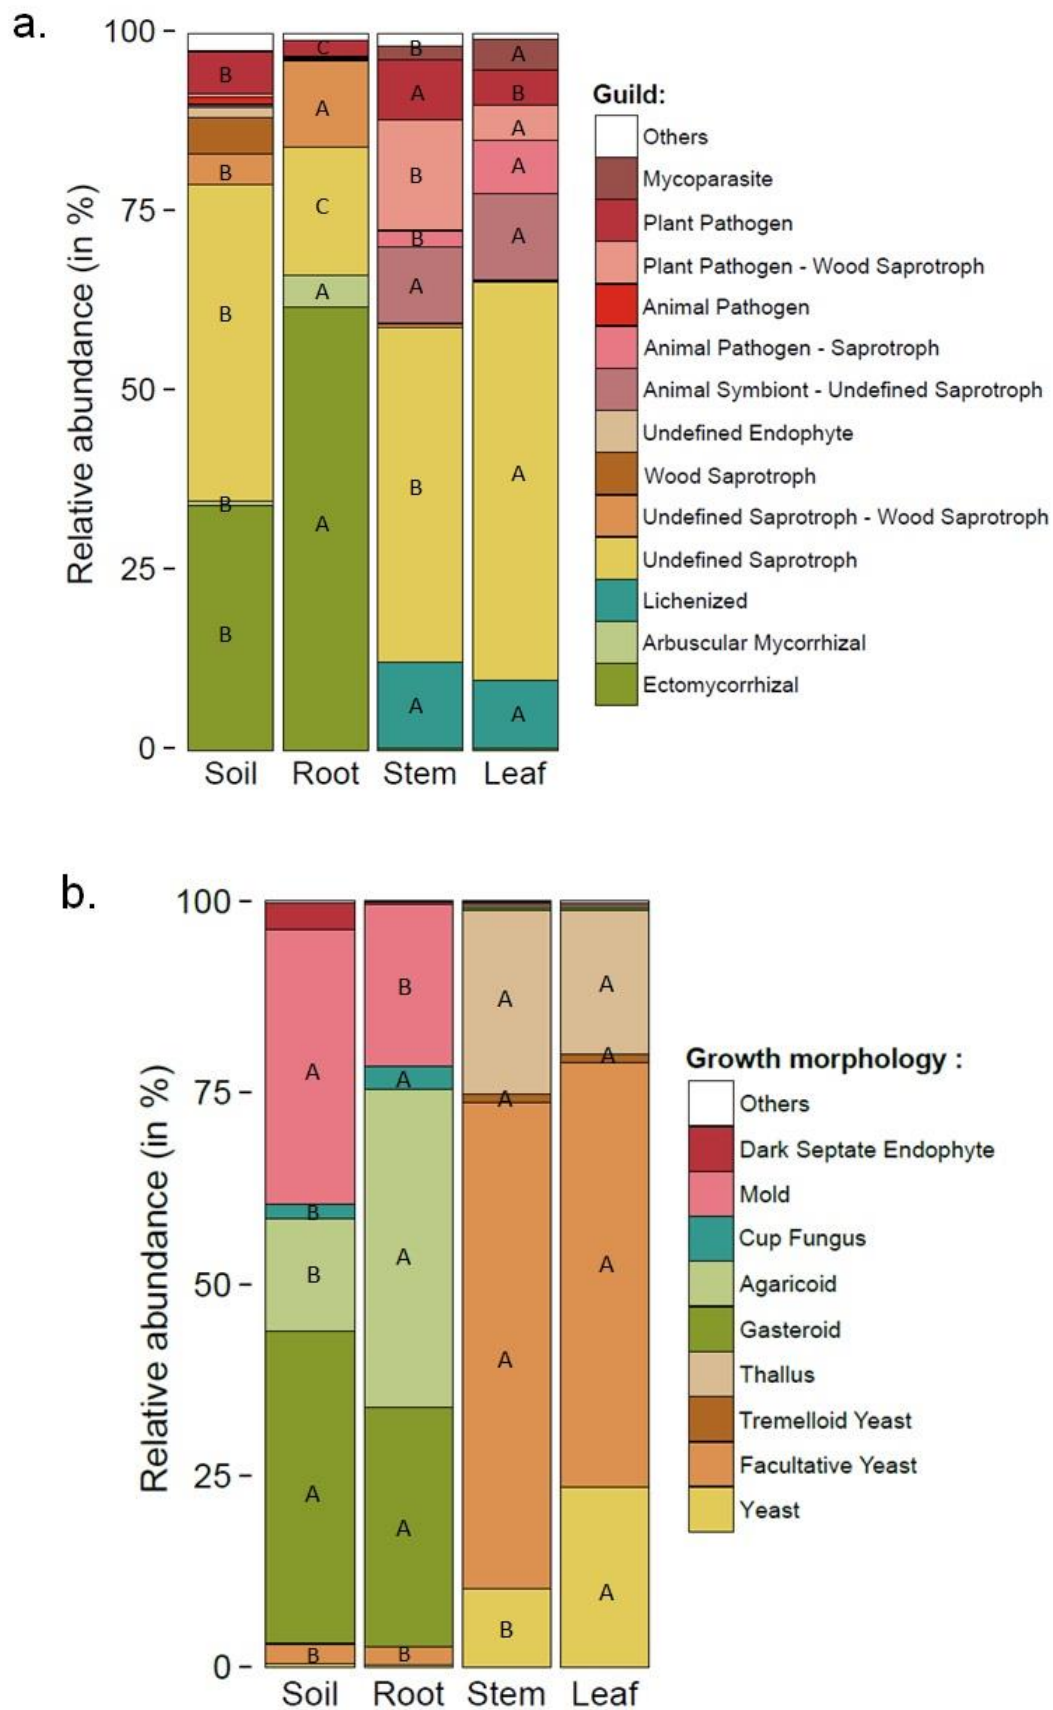 a.
Relative abundance (in %)
100
75
50
25
0
B
B
B
B
B
C
A
C
A
A
B
A
B
B
A
B
A
A
B
A
A
A
A
A
Soil Root Stem Leaf
Guild:
Others
Mycoparasite
Plant Pathogen
Plant Pathogen - Wood Saprotroph
Animal Pathogen
Animal Pathogen - Saprotroph
Animal Symbiont - Undefined Saprotroph
Undefined Endophyte
Wood Saprotroph
Undefined Saprotroph - Wood Saprotroph
Undefined Saprotroph
Lichenized
Arbuscular Mycorrhizal
Ectomycorrhizal
b.
Relative abundance (in %)
100
75
50
25
0
A
B
B
A
B
B
A
A
A
B
A
A
A
B
A
A
A
A
Soil Root Stem Leaf
Growth morphology :
Others
Dark Septate Endophyte
Mold
Cup Fungus
Agaricoid
Gasteroid
Thallus
Tremelloid Yeast
Facultative Yeast
Yeast